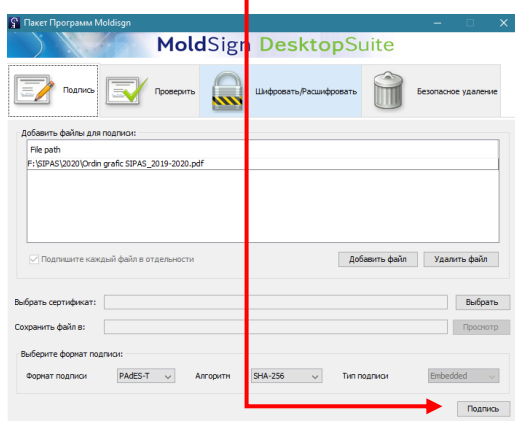 Пакет Программ Moldisgn
MoldSign DesktopSuite
Подпись
Проверить
Шифровать/Расшифровать
Безопасное удаление
Добавить файлы для подписи:
File path
F:\SIPAS\2020\Ordin grafic SIPAS_2019-2020.pdf
Подпишите каждый файл в отдельности
Добавить файл
Удалить файл
Выбрать сертификат:
Выбрать
Сохранить файл в:
Просмотр
Выберите формат подписи:
Формат подписи PAdES-T Алгоритм SHA-256 Тип подписи Embedded
Подпись